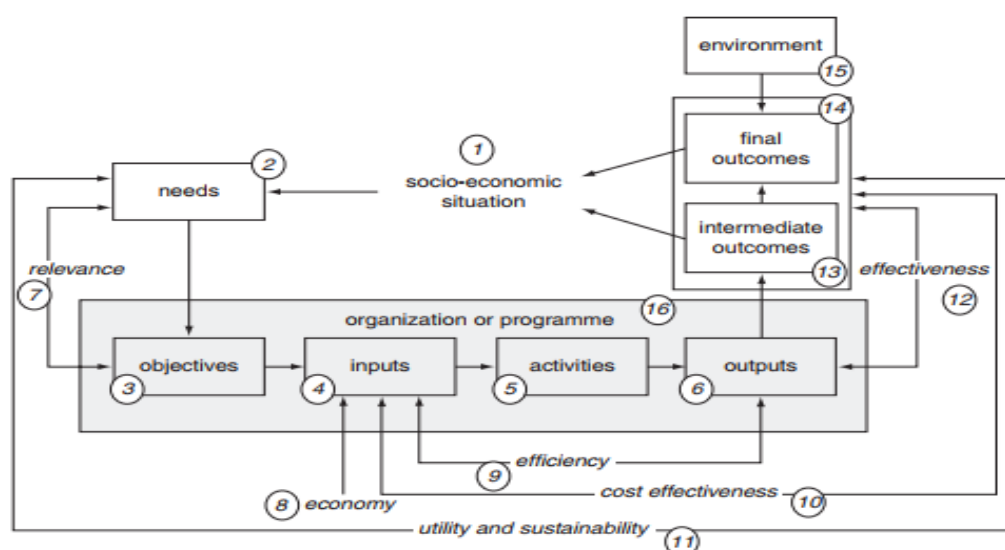 environment
15
14
final
outcomes
1
socio-economic
situation
2
needs
intermediate
outcomes
13
relevance
7
effectiveness
12
16
organization or programme
objectives
3
inputs
4
activities
5
outputs
6
efficiency
9
8 economy
cost effectiveness 10
utility and sustainability 11